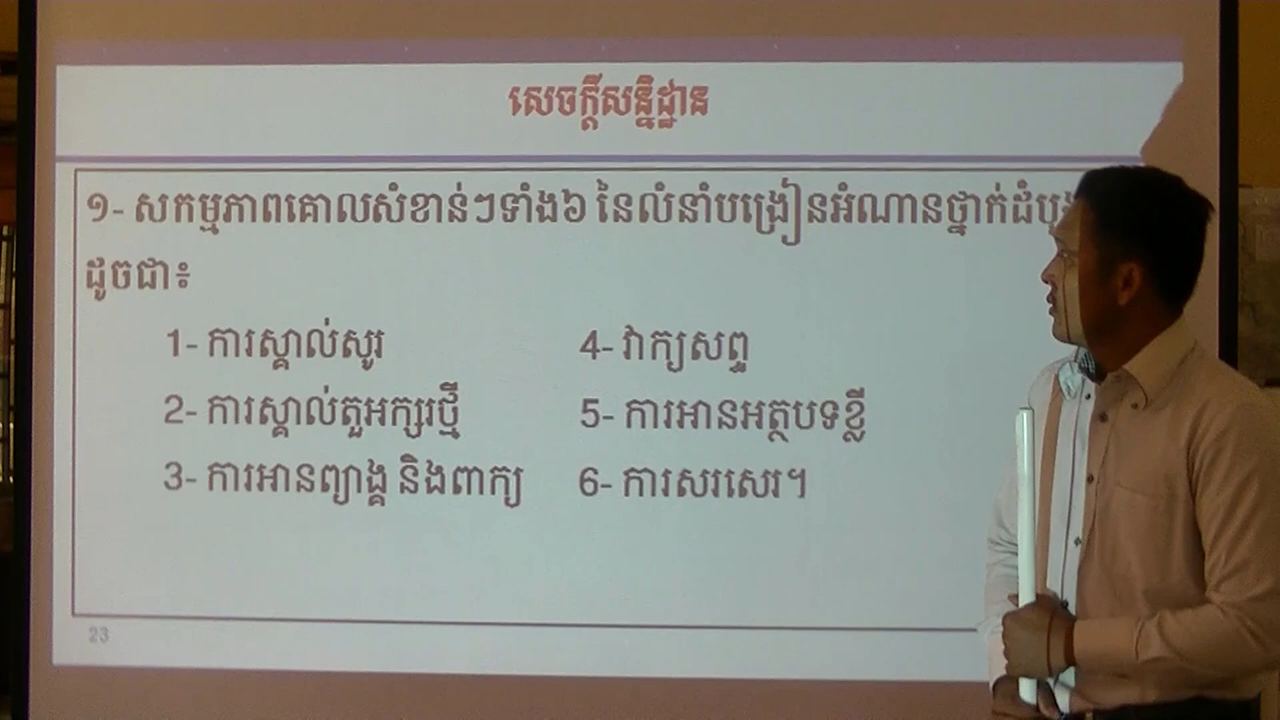 សេចក្តីសន្និដ្ឋាន
១- សកម្មភាពគោលសំខាន់ៗទាំង៦ នៃលំនាំបង្រៀនអំណានថ្នាក់ដំបូង
ដូចជា៖
1- ការស្គាល់សូរ
2- ការស្គាល់តួអក្សរថ្មី
3- ការអានព្យាង្គ និងពាក្យ
4- វាក្យសព្ទ
5- ការអានអត្ថបទខ្លី
6- ការសរសេរ។
23